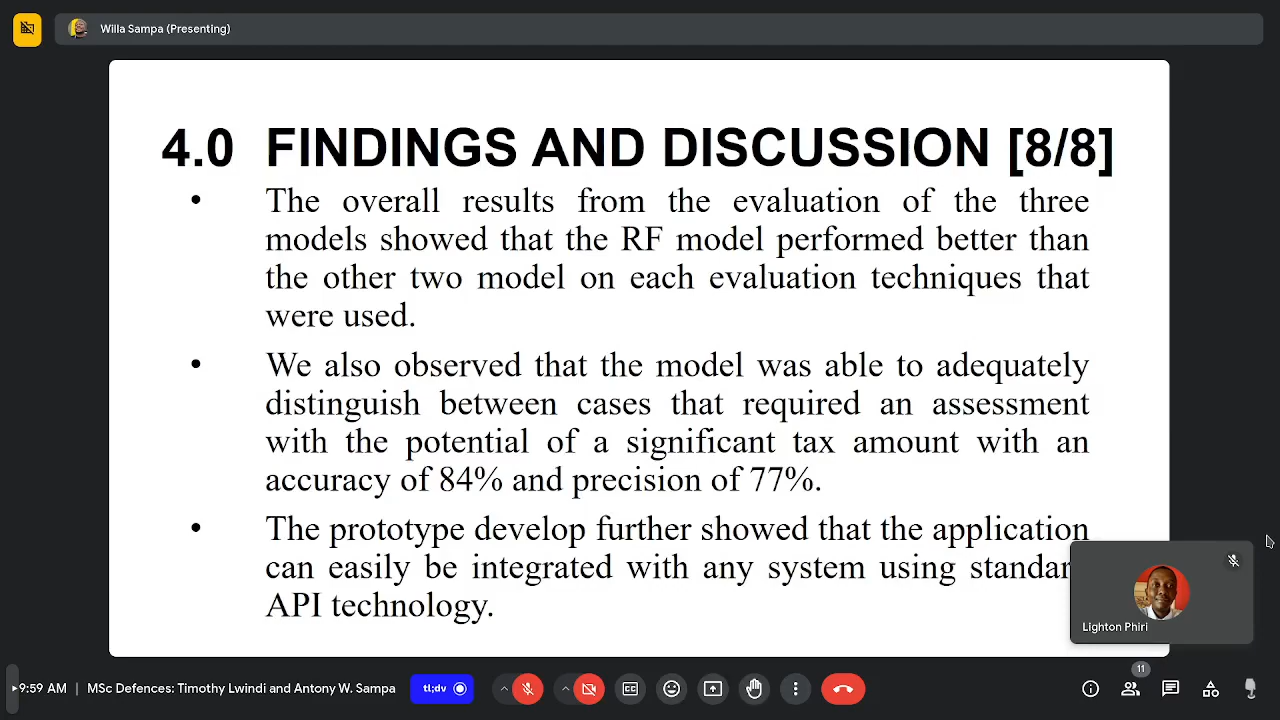 Willa Sampa (Presenting)
4.0 FINDINGS AND DISCUSSION [8/8]
• The overall results from the evaluation of the three
models showed that the RF model performed better than
the other two model on each evaluation techniques that
were used.
• We also observed that the model was able to adequately
distinguish between cases that required an assessment
with the potential of a significant tax amount with an
accuracy of 84% and precision of 77%.
• The prototype develop further showed that the application
can easily be integrated with any system using standar
API technology.
Lighton Phiri
11
9:59 AM | MSc Defences: Timothy Lwindi and Antony W. Sampa
tl;dv
CC